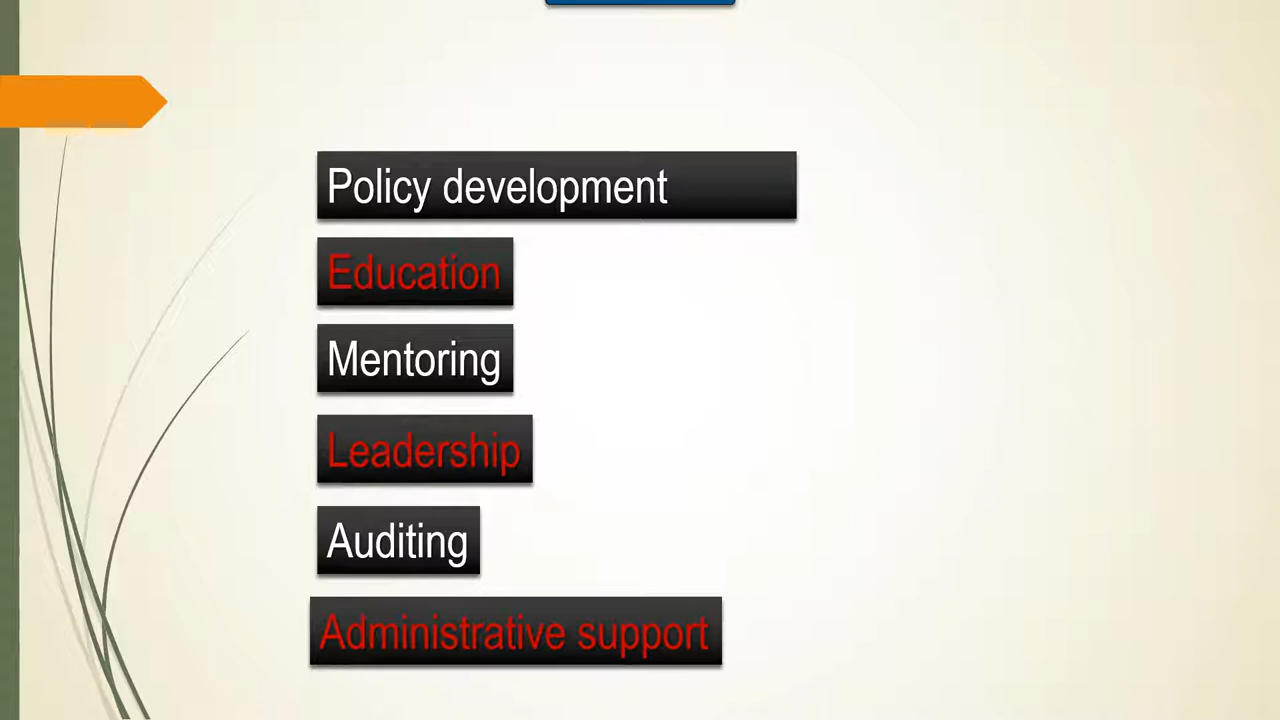 Policy development
Education
Mentoring
Leadership
Auditing
Administrative support